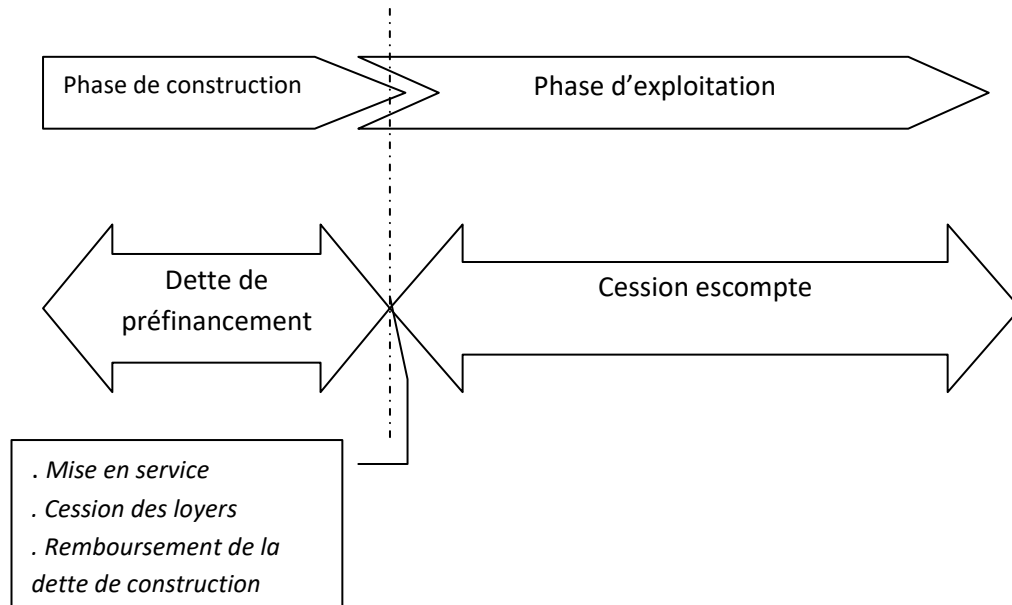 Phase de construction
Phase d’exploitation
Dette de
préfinancement
Cession escompte
. Mise en service
. Cession des loyers
. Remboursement de la
dette de construction